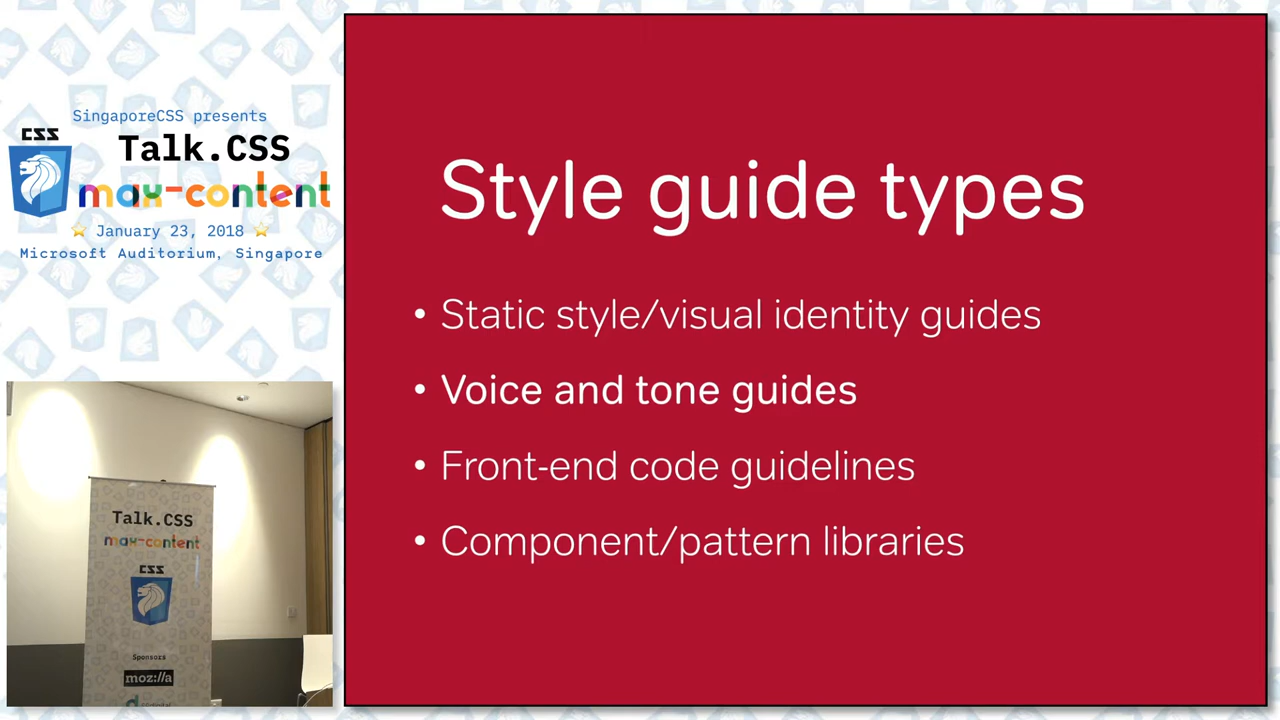 SingaporeCSS presents
CSS
Talk.CSS
max-content
January 23, 2018
Microsoft Auditorium, Singapore
Style guide types
• Static style/visual identity guides
• Voice and tone guides
• Front-end code guidelines
• Component/pattern libraries
Talk.CSS
max-content
CSS
Sponsors
moz://a